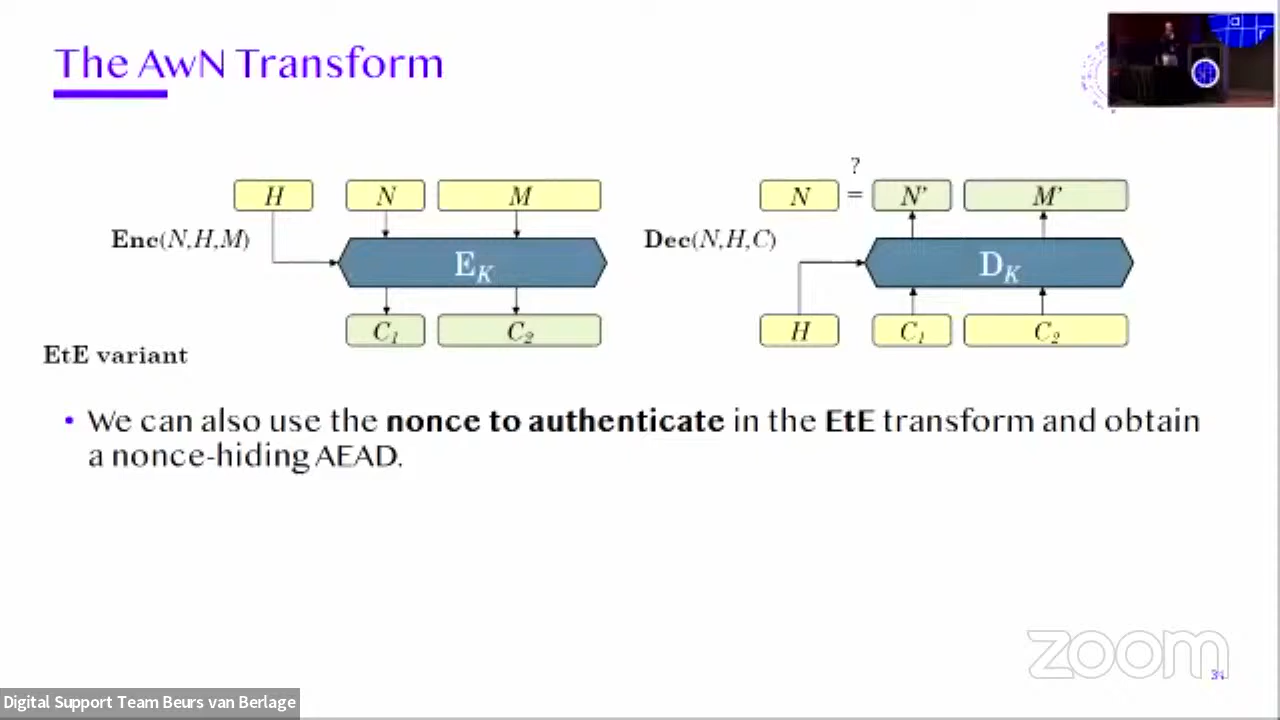 The AwN Transform
?
H N M N = N' M'
Enc(N,H,M) Dec(N,H,C)
E_K D_K
C_1 C_2 H C_1 C_2
EtE variant
• We can also use the nonce to authenticate in the EtE transform and obtain
a nonce-hiding AEAD.
zoom
34
Digital Support Team Beurs van Berlage